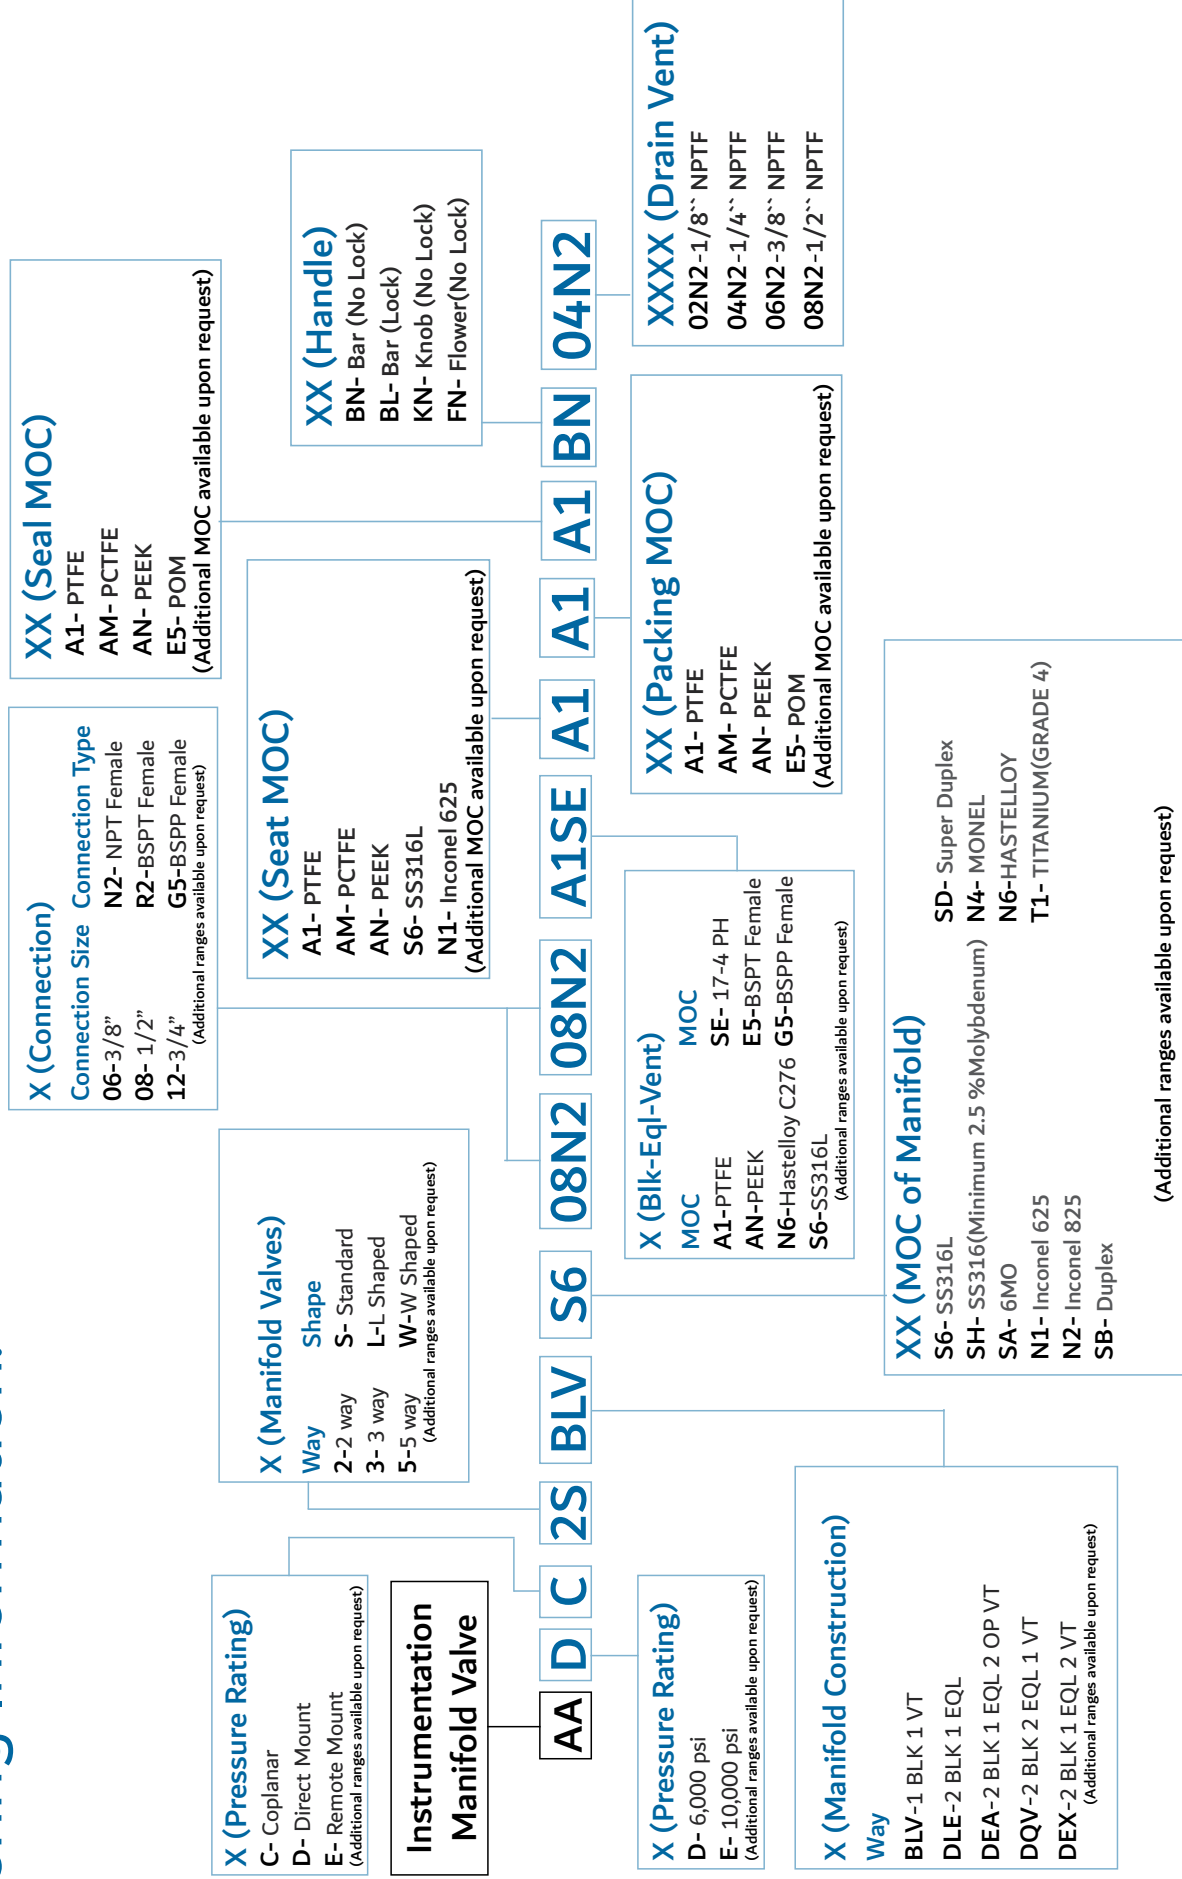 X (Pressure Rating)
C- Coplanar
D- Direct Mount
E- Remote Mount
(Additional ranges available upon request)
X (Manifold Valves)
Way Shape
2-2 way S- Standard
3- 3 way L-L Shaped
5-5 way W-W Shaped
(Additional ranges available upon request)
X (Connection)
Connection Size Connection Type
06-3/8” N2- NPT Female
08- 1/2” R2-BSPT Female
12-3/4” G5-BSPP Female
(Additional ranges available upon request)
XX (Seal MOC)
A1- PTFE
AM- PCTFE
AN- PEEK
E5- POM
(Additional MOC available upon request)
XX (Seat MOC)
A1- PTFE
AM- PCTFE
AN- PEEK
S6- SS316L
N1- Inconel 625
(Additional MOC available upon request)
XX (Handle)
BN- Bar (No Lock)
BL- Bar (Lock)
KN- Knob (No Lock)
FN- Flower(No Lock)
Instrumentation
Manifold Valve
AA D C 2S BLV S6 08N2 08N2 A1SE A1 A1 A1 BN 04N2
X (Pressure Rating)
D- 6,000 psi
E- 10,000 psi
(Additional ranges available upon request)
X (Manifold Construction)
Way
BLV-1 BLK 1 VT
DLE-2 BLK 1 EQL
DEA-2 BLK 1 EQL 2 OP VT
DQV-2 BLK 2 EQL 1 VT
DEX-2 BLK 1 EQL 2 VT
(Additional ranges available upon request)
X (Blk-Eql-Vent)
MOC MOC
A1-PTFE SE- 17-4 PH
AN-PEEK E5-BSPT Female
N6-Hastelloy C276 G5-BSPP Female
S6-SS316L
(Additional ranges available upon request)
XX (Packing MOC)
A1- PTFE
AM- PCTFE
AN- PEEK
E5- POM
(Additional MOC available upon request)
XXXX (Drain Vent)
02N2-1/8`` NPTF
04N2-1/4`` NPTF
06N2-3/8`` NPTF
08N2-1/2`` NPTF
XX (MOC of Manifold)
S6- SS316L SD- Super Duplex
SH- SS316(Minimum 2.5 %Molybdenum) N4- MONEL
SA- 6MO N6-HASTELLOY
N1- Inconel 625 T1- TITANIUM(GRADE 4)
N2- Inconel 825
SB- Duplex
(Additional ranges available upon request)